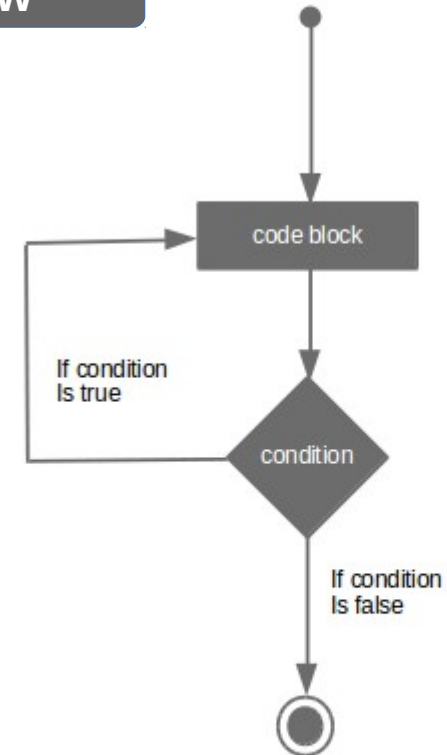 code block
If condition
Is true
condition
If condition
Is false